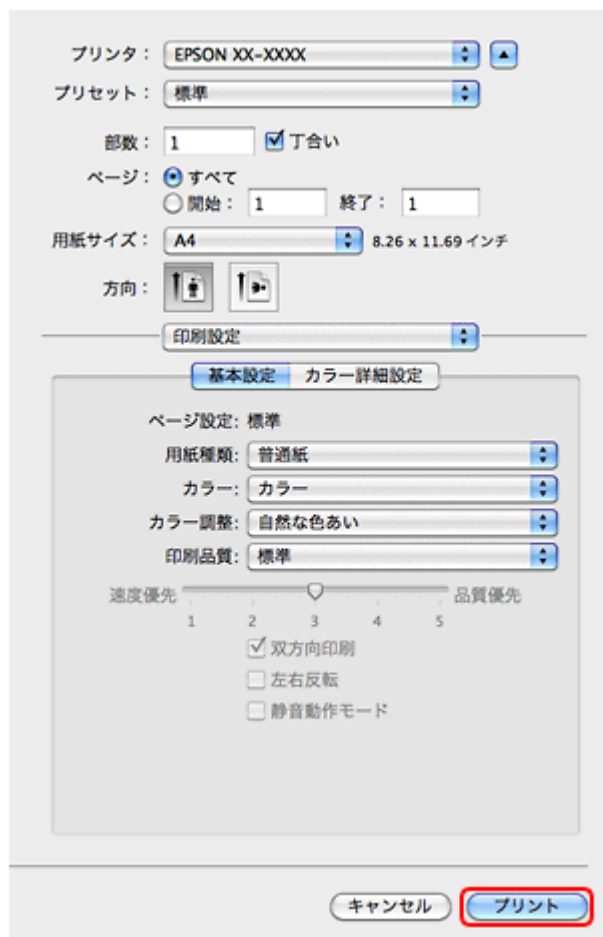 プリンタ： EPSON XX-XXXX
プリセット： 標準
部数： 1 丁合い
ページ： すべて
開始： 1 終了： 1
用紙サイズ： A4 8.26 x 11.69 インチ
方向：
印刷設定
基本設定 カラー詳細設定
ページ設定: 標準
用紙種類: 普通紙
カラー: カラー
カラー調整: 自然な色あい
印刷品質: 標準
速度優先 品質優先
1 2 3 4 5
双方向印刷
左右反転
静音動作モード
キャンセル プリント